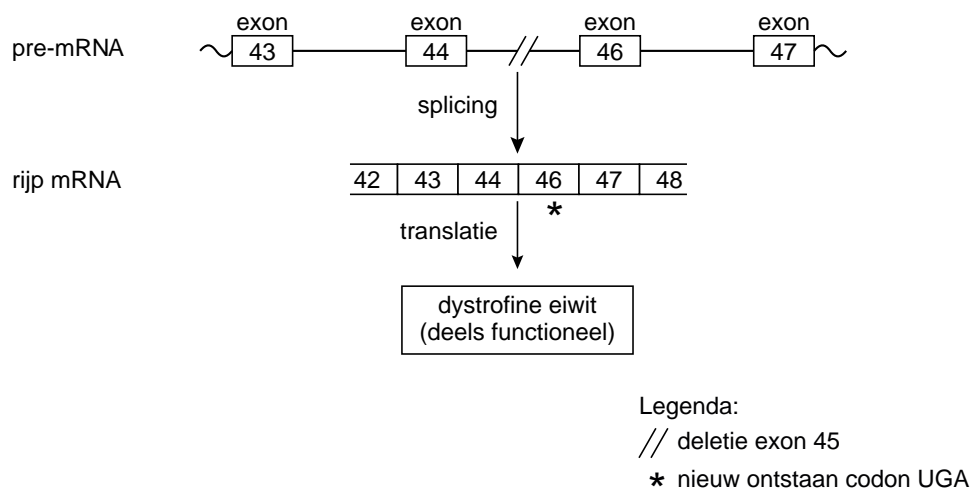 exon exon exon exon
pre-mRNA 43 44 46 47
splicing
rijp mRNA 42 43 44 46 47 48
*
translatie
dystrofine eiwit
(deels functioneel)
Legenda:
// deletie exon 45
* nieuw ontstaan codon UGA